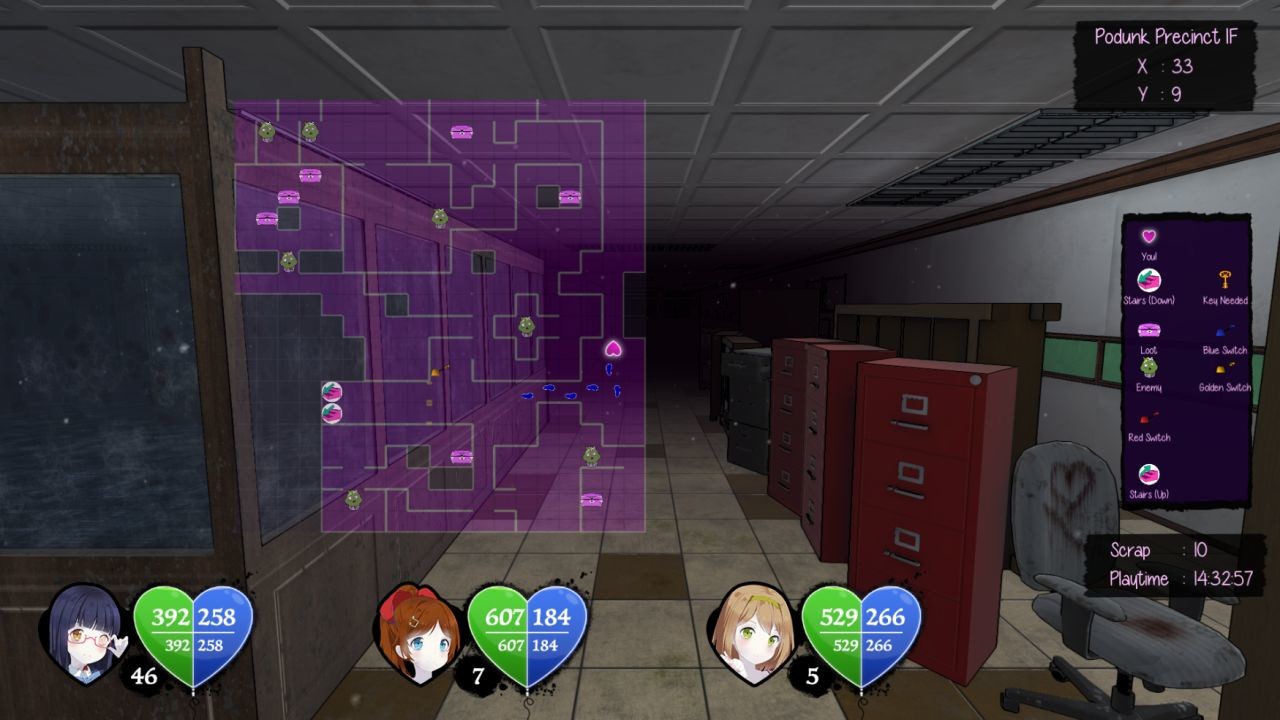 Podunk Precinct 1F
X : 33
Y : 9
You!
Stairs (Down)
Key Needed
Loot
Blue Switch
Enemy
Golden Switch
Red Switch
Stairs (Up)
Scrap : 10
Playtime : 14:32:57
392 258
392 258
46
607 184
607 184
7
529 266
529 266
5